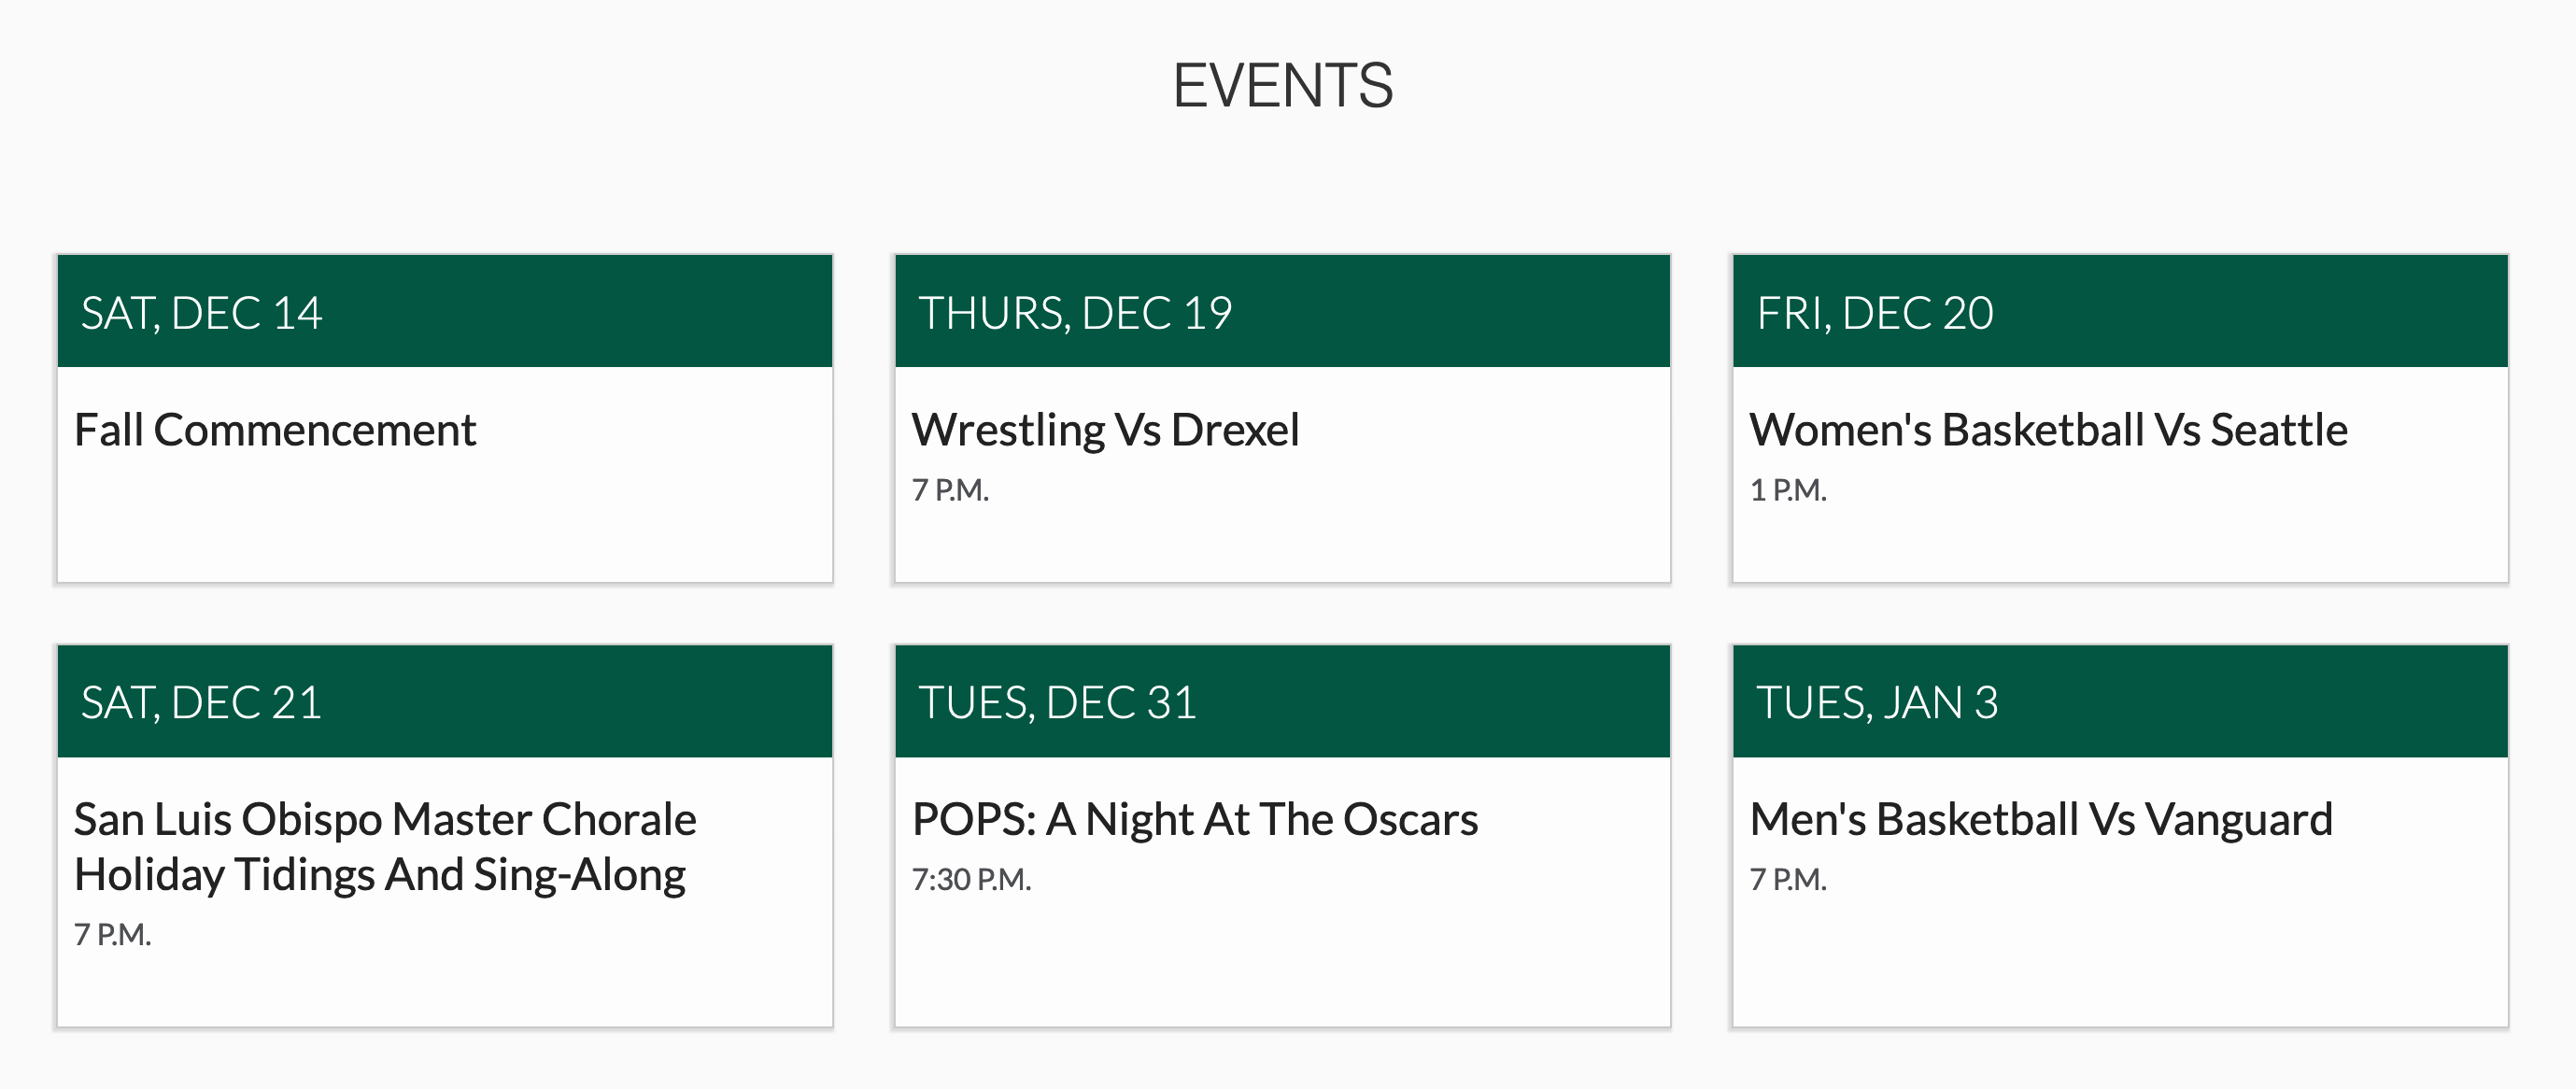 EVENTS
SAT, DEC 14
Fall Commencement
THURS, DEC 19
Wrestling Vs Drexel
7 P.M.
FRI, DEC 20
Women's Basketball Vs Seattle
1 P.M.
SAT, DEC 21
San Luis Obispo Master Chorale
Holiday Tidings And Sing-Along
7 P.M.
TUES, DEC 31
POPS: A Night At The Oscars
7:30 P.M.
TUES, JAN 3
Men's Basketball Vs Vanguard
7 P.M.